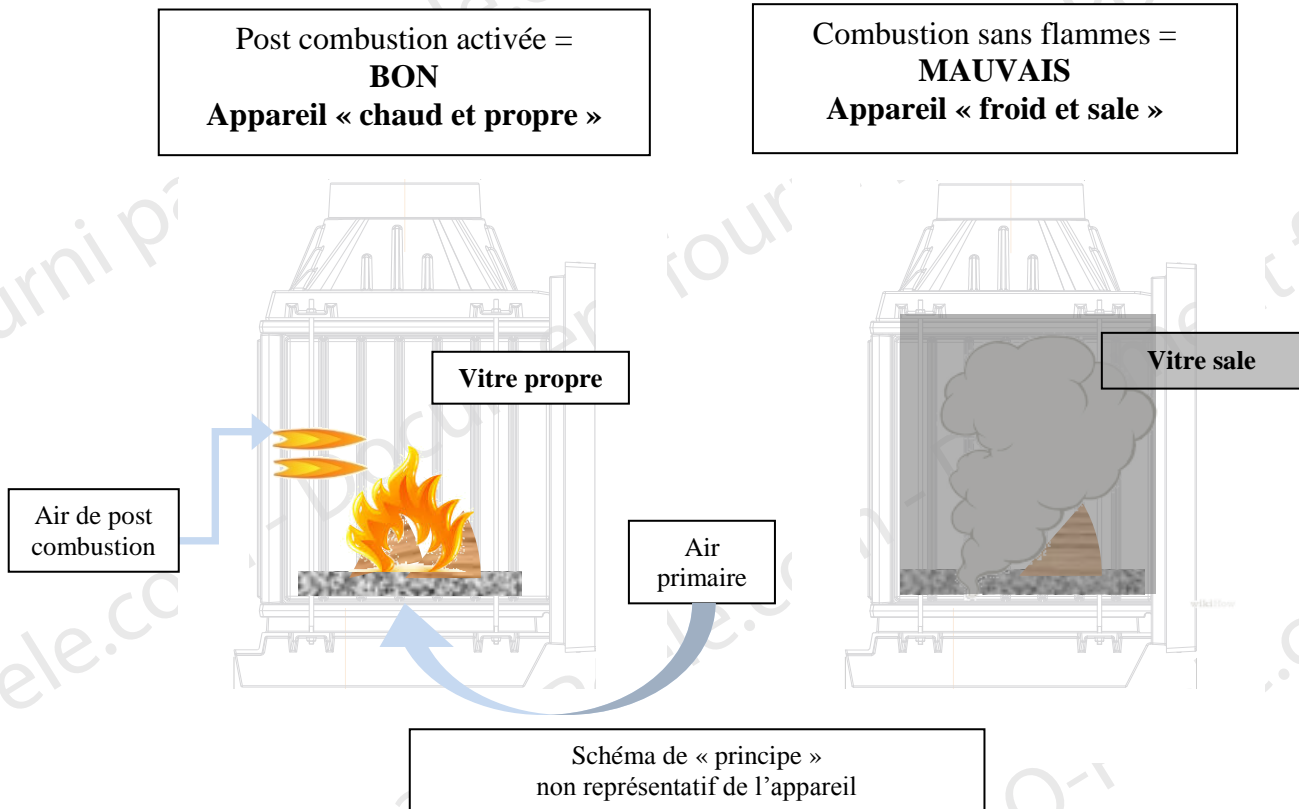 Post combustion activée =
BON
Appareil « chaud et propre »
Combustion sans flammes =
MAUVAIS
Appareil « froid et sale »
Vitre propre
Vitre sale
Air de post
combustion
Air
primaire
Schéma de « principe »
non représentatif de l'appareil